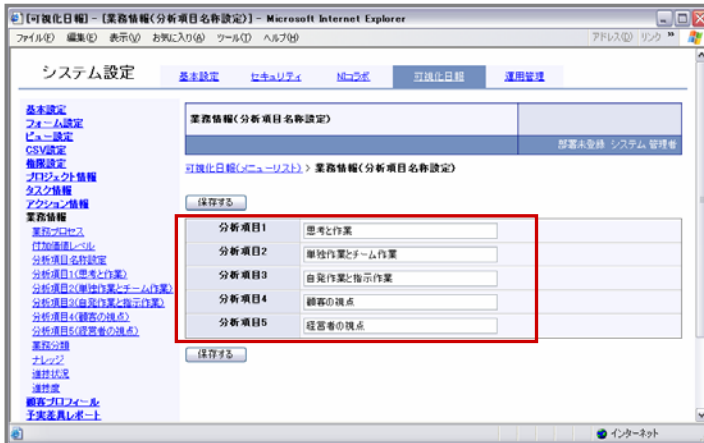 [可視化日報] - [業務情報(分析項目名称設定)] - Microsoft Internet Explorer
ファイル(F) 編集(E) 表示(V) お気に入り(A) ツール(T) ヘルプ(H) アドレス(D) リンク »
システム設定 基本設定 セキュリティ NIコラボ 可視化日報 運用管理
基本設定
フォーム設定
ビュー設定
CSV設定
権限設定
プロジェクト情報
タスク情報
アクション情報
業務情報
業務プロセス
付加価値レベル
分析項目名称設定
分析項目1(思考と作業)
分析項目2(単独作業とチーム作業)
分析項目3(自発作業と指示作業)
分析項目4(顧客の視点)
分析項目5(経営者の視点)
業務分類
ナレッジ
進捗状況
進捗度
顧客プロフィール
予実差異レポート
業務情報(分析項目名称設定)
部署未登録 システム 管理者
可視化日報(メニューリスト) > 業務情報(分析項目名称設定)
保存する
分析項目1 思考と作業
分析項目2 単独作業とチーム作業
分析項目3 自発作業と指示作業
分析項目4 顧客の視点
分析項目5 経営者の視点
保存する
インターネット